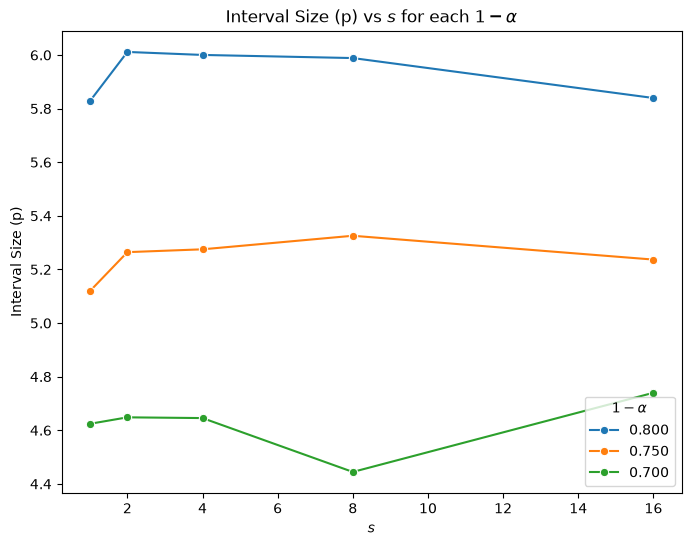 Interval Size (p) vs s for each 1 − α
Interval Size (p)
6.0
5.8
5.6
5.4
5.2
5.0
4.8
4.6
4.4
2 4 6 8 10 12 14 16
s
1 − α
0.800
0.750
0.700